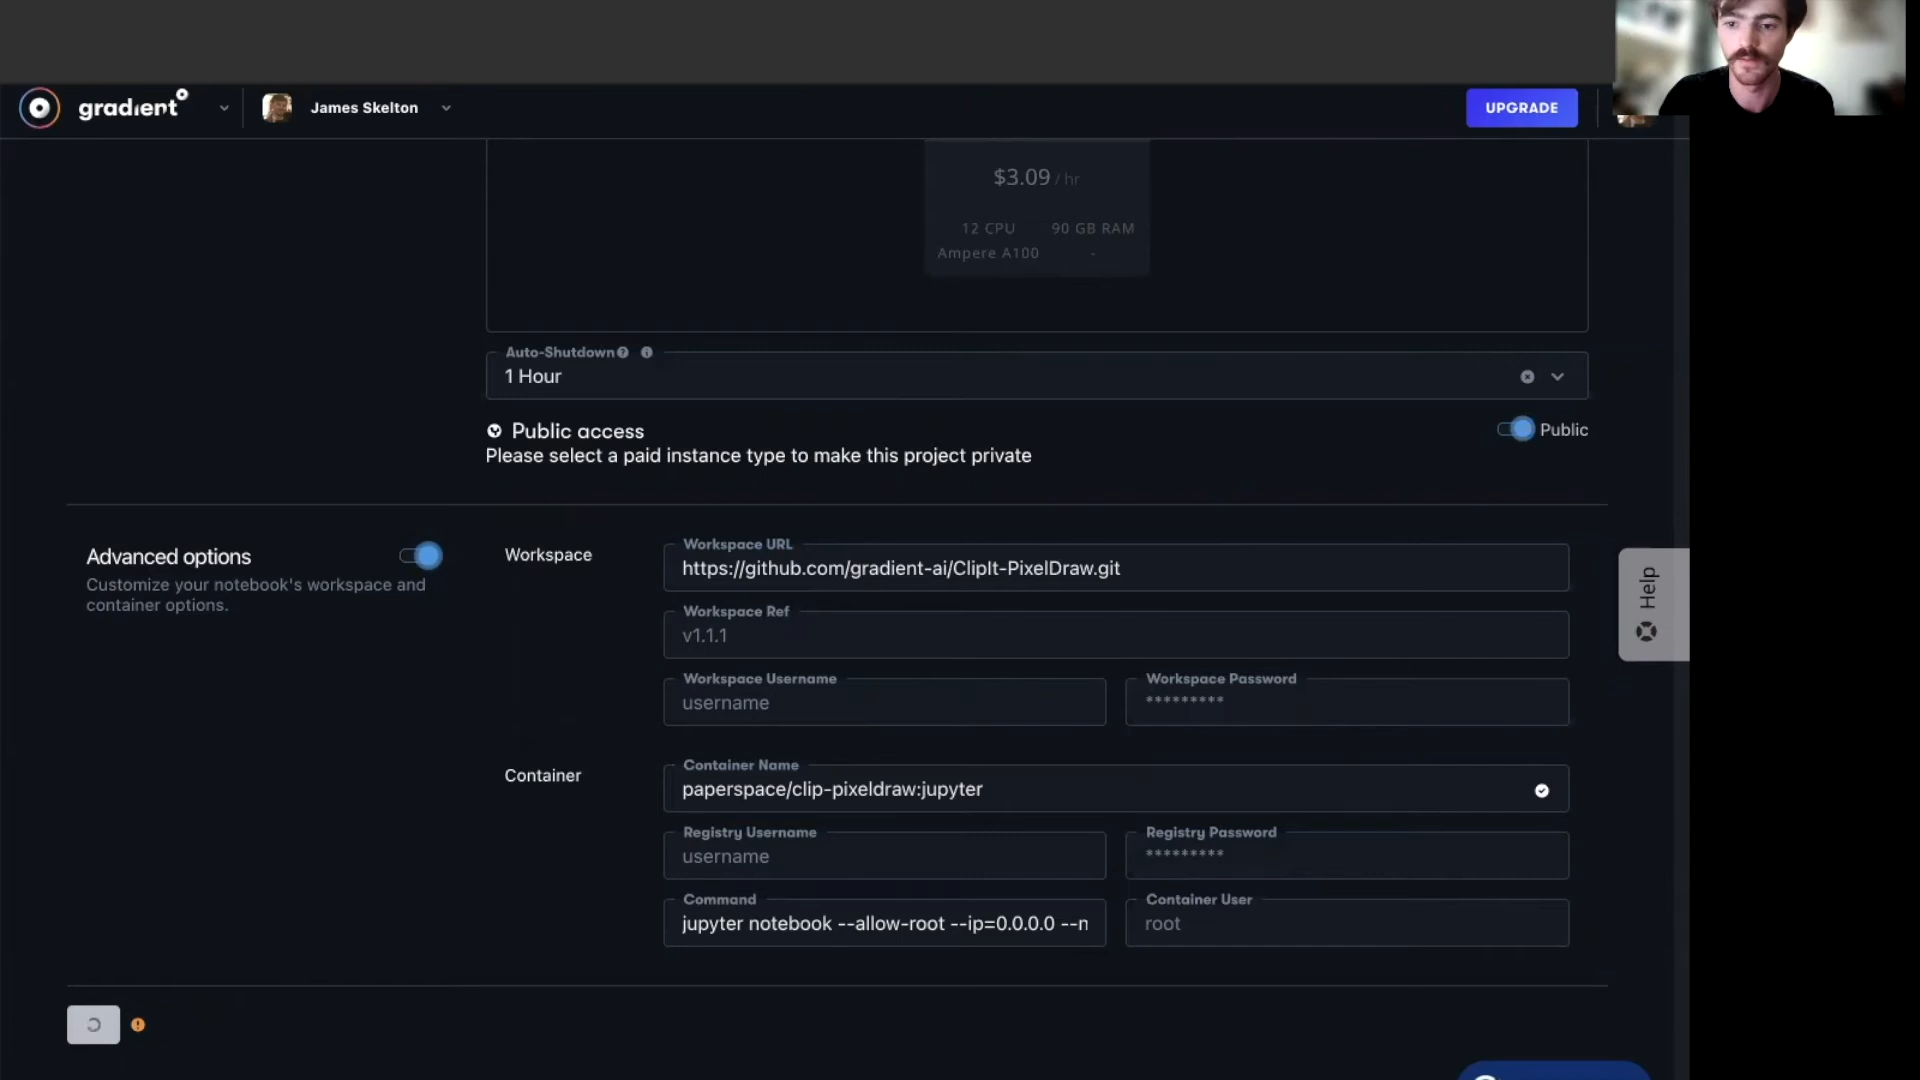 gradient
James Skelton
UPGRADE
$3.09 / hr
12 CPU
90 GB RAM
Ampere A100
-
Auto-Shutdown
1 Hour
Public access
Public
Please select a paid instance type to make this project private
Advanced options
Customize your notebook's workspace and
container options.
Workspace
Workspace URL
https://github.com/gradient-ai/ClipIt-PixelDraw.git
Workspace Ref
v1.1.1
Workspace Username
username
Workspace Password
*********
Help
Container
Container Name
paperspace/clip-pixeldraw:jupyter
Registry Username
username
Registry Password
*********
Command
jupyter notebook --allow-root --ip=0.0.0.0 --n
Container User
root